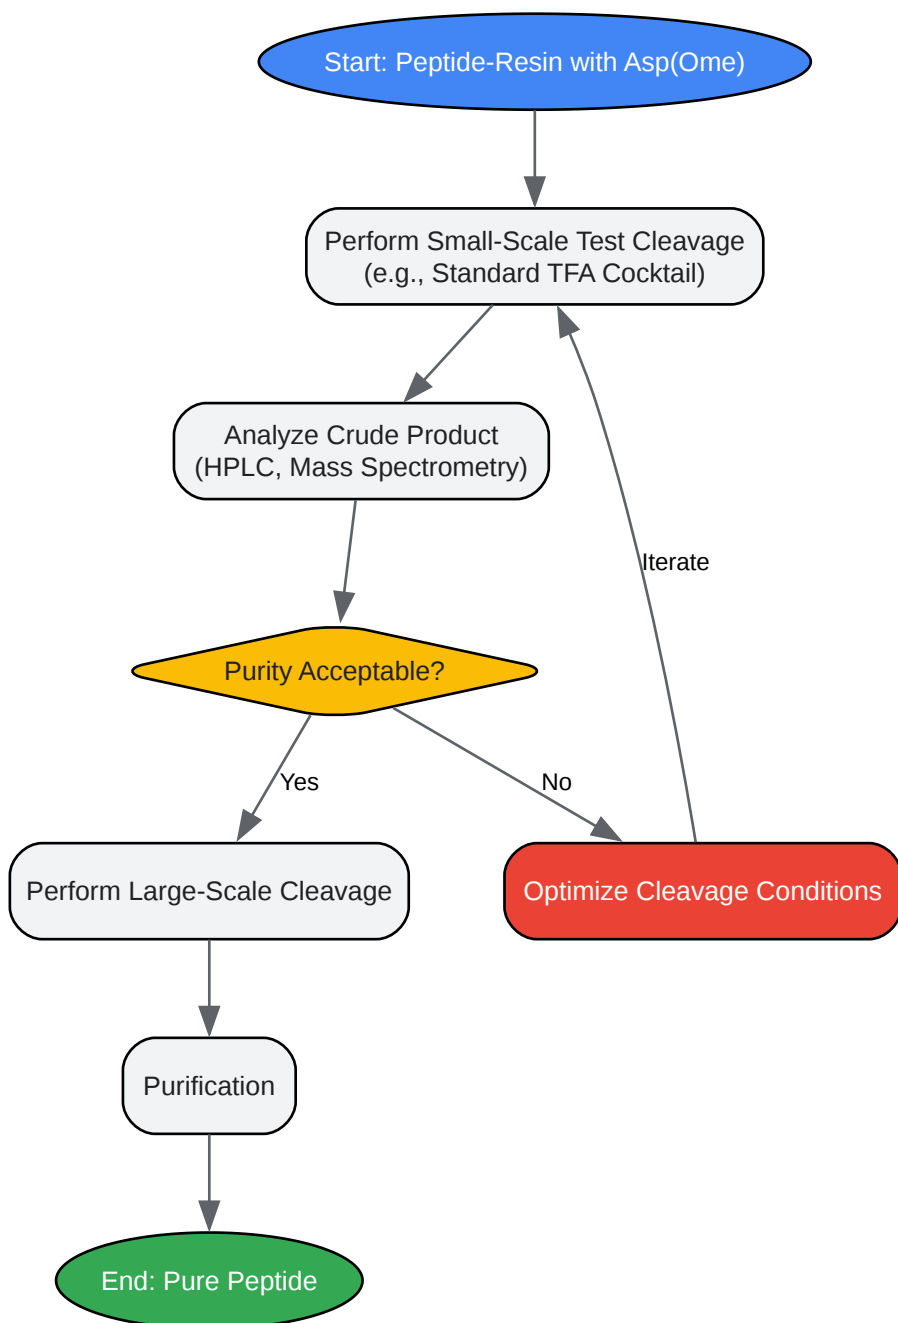 Start: Peptide-Resin with Asp(Ome)
Perform Small-Scale Test Cleavage
(e.g., Standard TFA Cocktail)
Analyze Crude Product
(HPLC, Mass Spectrometry)
Iterate
Purity Acceptable?
Yes
No
Perform Large-Scale Cleavage
Optimize Cleavage Conditions
Purification
End: Pure Peptide